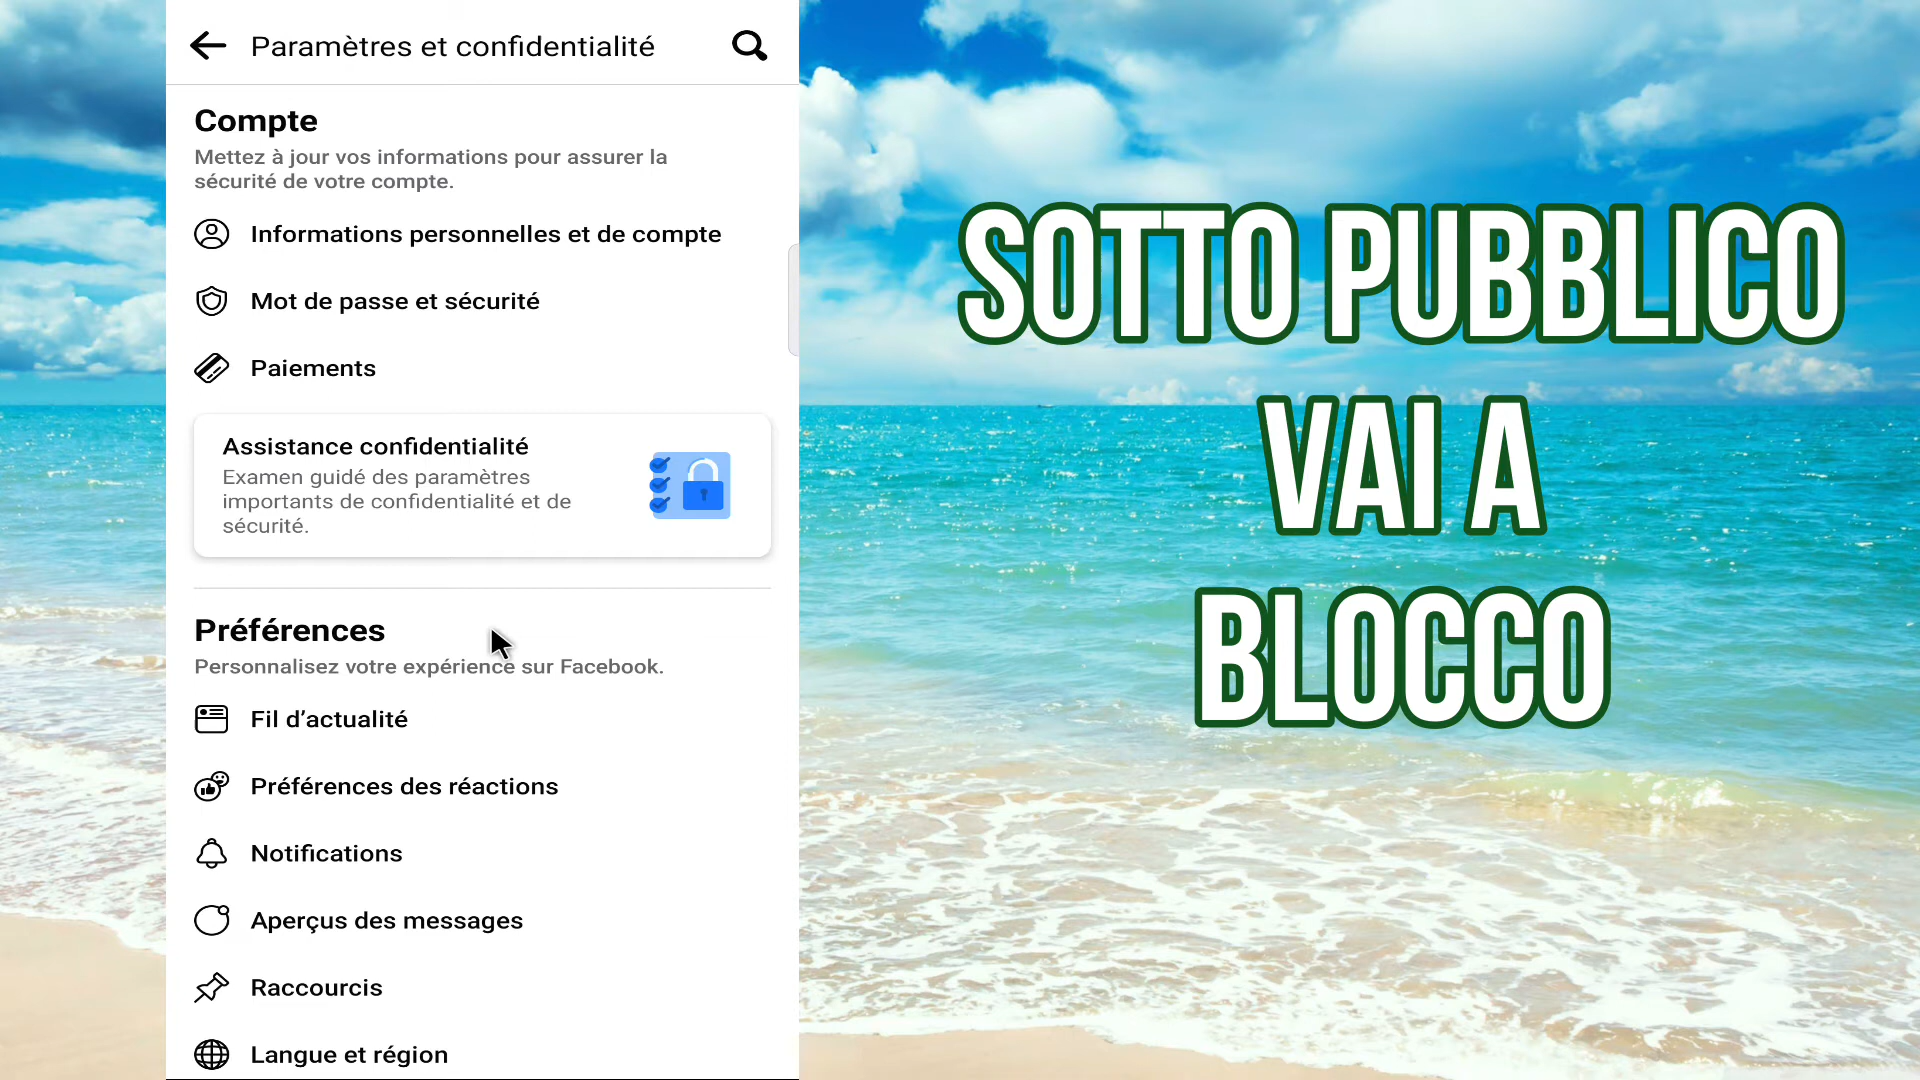 Paramètres et confidentialité
Compte
Mettez à jour vos informations pour assurer la
sécurité de votre compte.
Informations personnelles et de compte
Mot de passe et sécurité
Paiements
Assistance confidentialité
Examen guidé des paramètres
importants de confidentialité et de
sécurité.
Préférences
Personnalisez votre expérience sur Facebook.
Fil d’actualité
Préférences des réactions
Notifications
Aperçus des messages
Raccourcis
Langue et région
SOTTO PUBBLICO
VAI A
BLOCCO